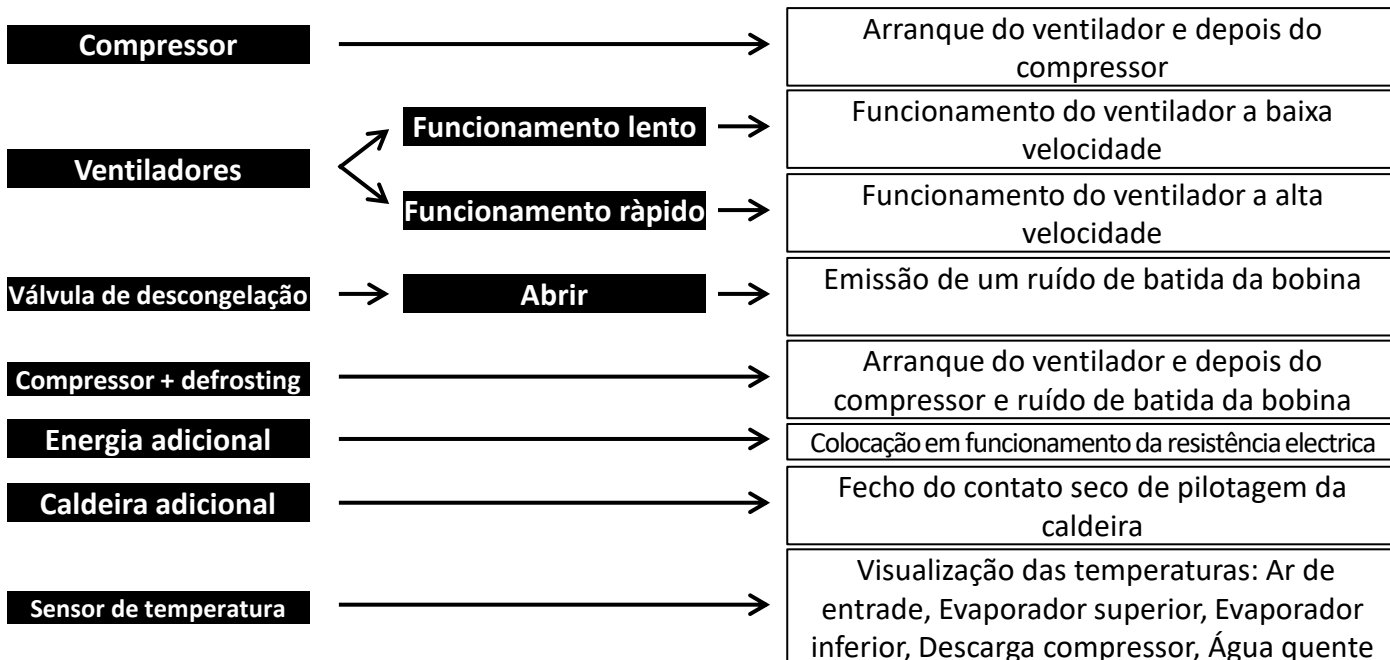 Compressor
Arranque do ventilador e depois do
compressor
Ventiladores
Funcionamento lento
Funcionamento do ventilador a baixa
velocidade
Funcionamento ràpido
Funcionamento do ventilador a alta
velocidade
Válvula de descongelação
Abrir
Emissão de um ruído de batida da bobina
Compressor + defrosting
Arranque do ventilador e depois do
compressor e ruído de batida da bobina
Energia adicional
Colocação em funcionamento da resistência electrica
Caldeira adicional
Fecho do contato seco de pilotagem da
caldeira
Sensor de temperatura
Visualização das temperaturas: Ar de
entrade, Evaporador superior, Evaporador
inferior, Descarga compressor, Água quente